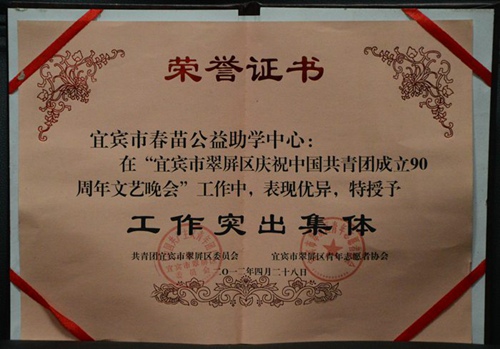 荣誉证书
宜宾市春苗公益助学中心：
在“宜宾市翠屏区庆祝中国共青团成立90
周年文艺晚会”工作中，表现优异，特授予
工作突出集体
共青团宜宾市翠屏区委员会 宜宾市翠屏区青年志愿者协会
二〇一二年四月二十八日